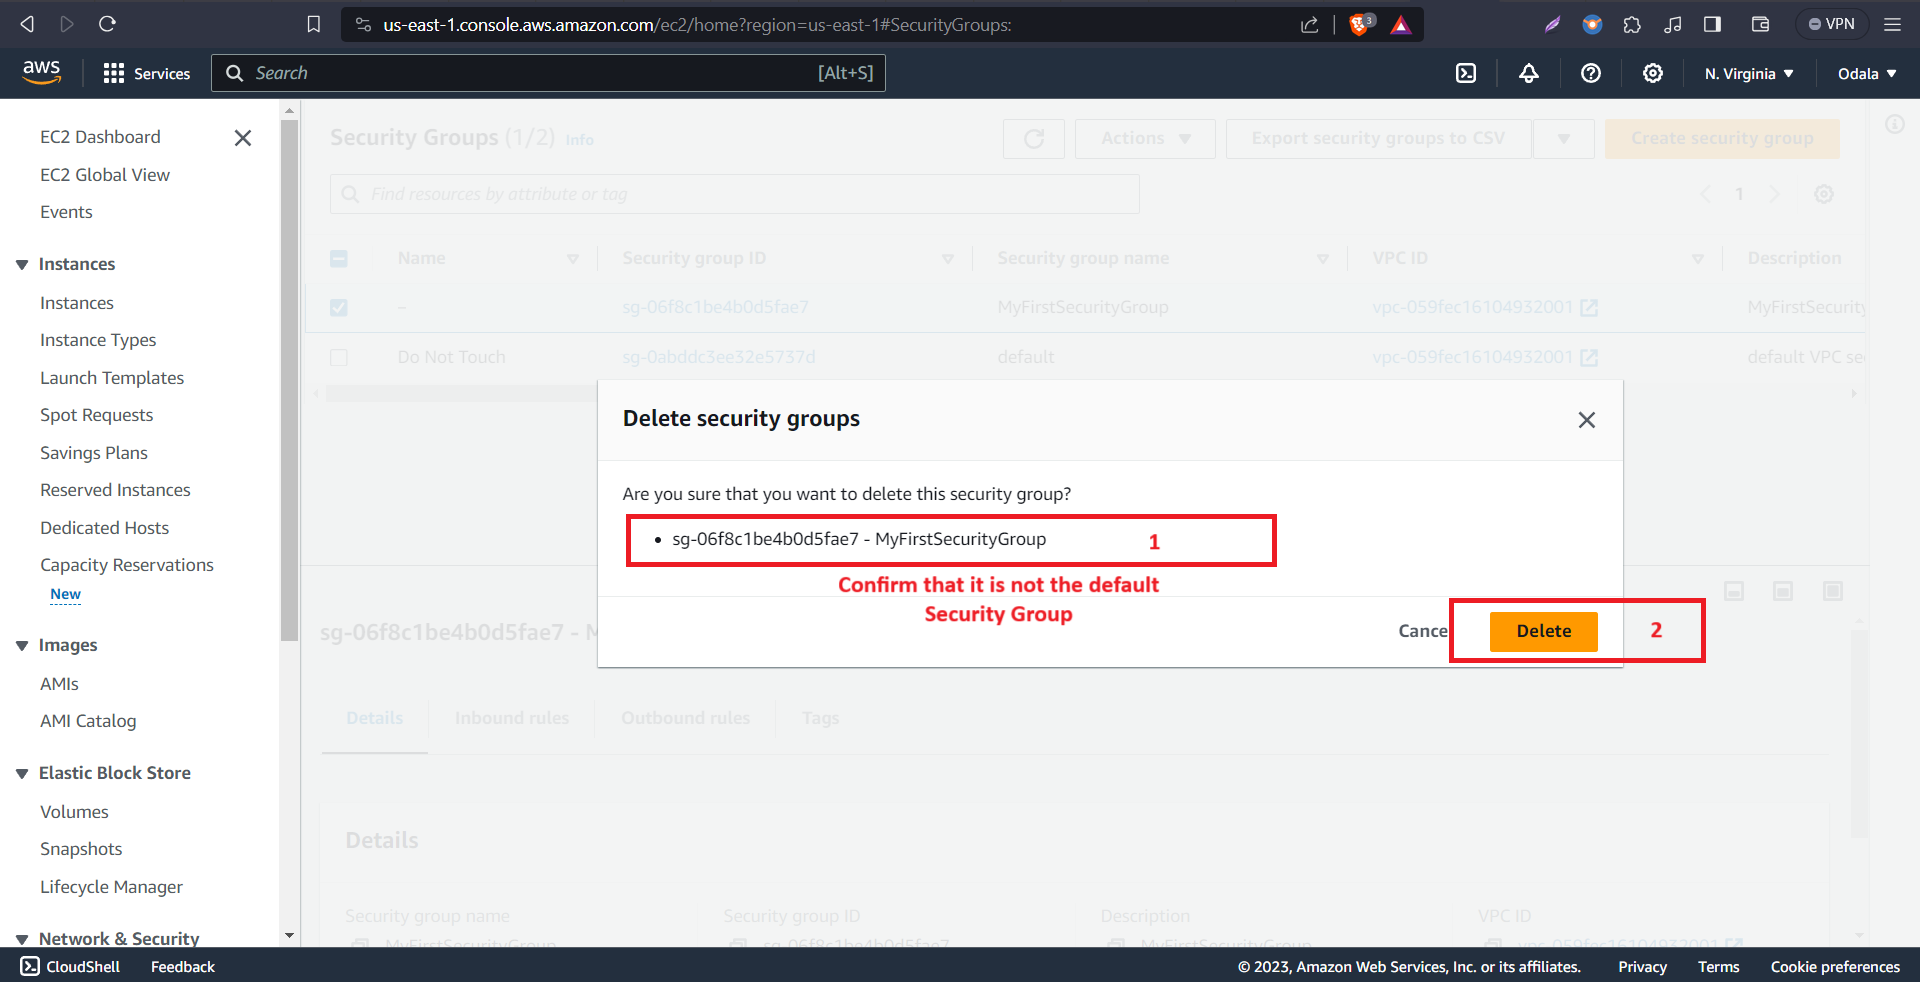 us-east-1.console.aws.amazon.com/ec2/home?region=us-east-1#SecurityGroups:
3
VPN
aws
Services
Search
[Alt+S]
N. Virginia
Odala
EC2 Dashboard
EC2 Global View
Events
Instances
Instances
Instance Types
Launch Templates
Spot Requests
Savings Plans
Reserved Instances
Dedicated Hosts
Capacity Reservations
New
Images
AMIs
AMI Catalog
Elastic Block Store
Volumes
Snapshots
Lifecycle Manager
Network & Security
Security Groups (1/2) Info
Actions
Export security groups to CSV
Create security group
Find resources by attribute or tag
1
Name Security group ID Security group name VPC ID Description
– sg-06f8c1be4b0d5fae7 MyFirstSecurityGroup vpc-059fec16104932001 MyFirstSecurity
Do Not Touch sg-0abddc3ee32e5737d default vpc-059fec16104932001 default VPC sec
Delete security groups
Are you sure that you want to delete this security group?
• sg-06f8c1be4b0d5fae7 - MyFirstSecurityGroup 1
Confirm that it is not the default
Security Group
Cance
Delete 2
sg-06f8c1be4b0d5fae7 - M
Details Inbound rules Outbound rules Tags
Details
Security group name Security group ID Description VPC ID
MyFirstSecurityGroup sg-06f8c1be4b0d5fae7 MyFirstSecurityGroup vpc-059fec16104932001
CloudShell Feedback © 2023, Amazon Web Services, Inc. or its affiliates. Privacy Terms Cookie preferences